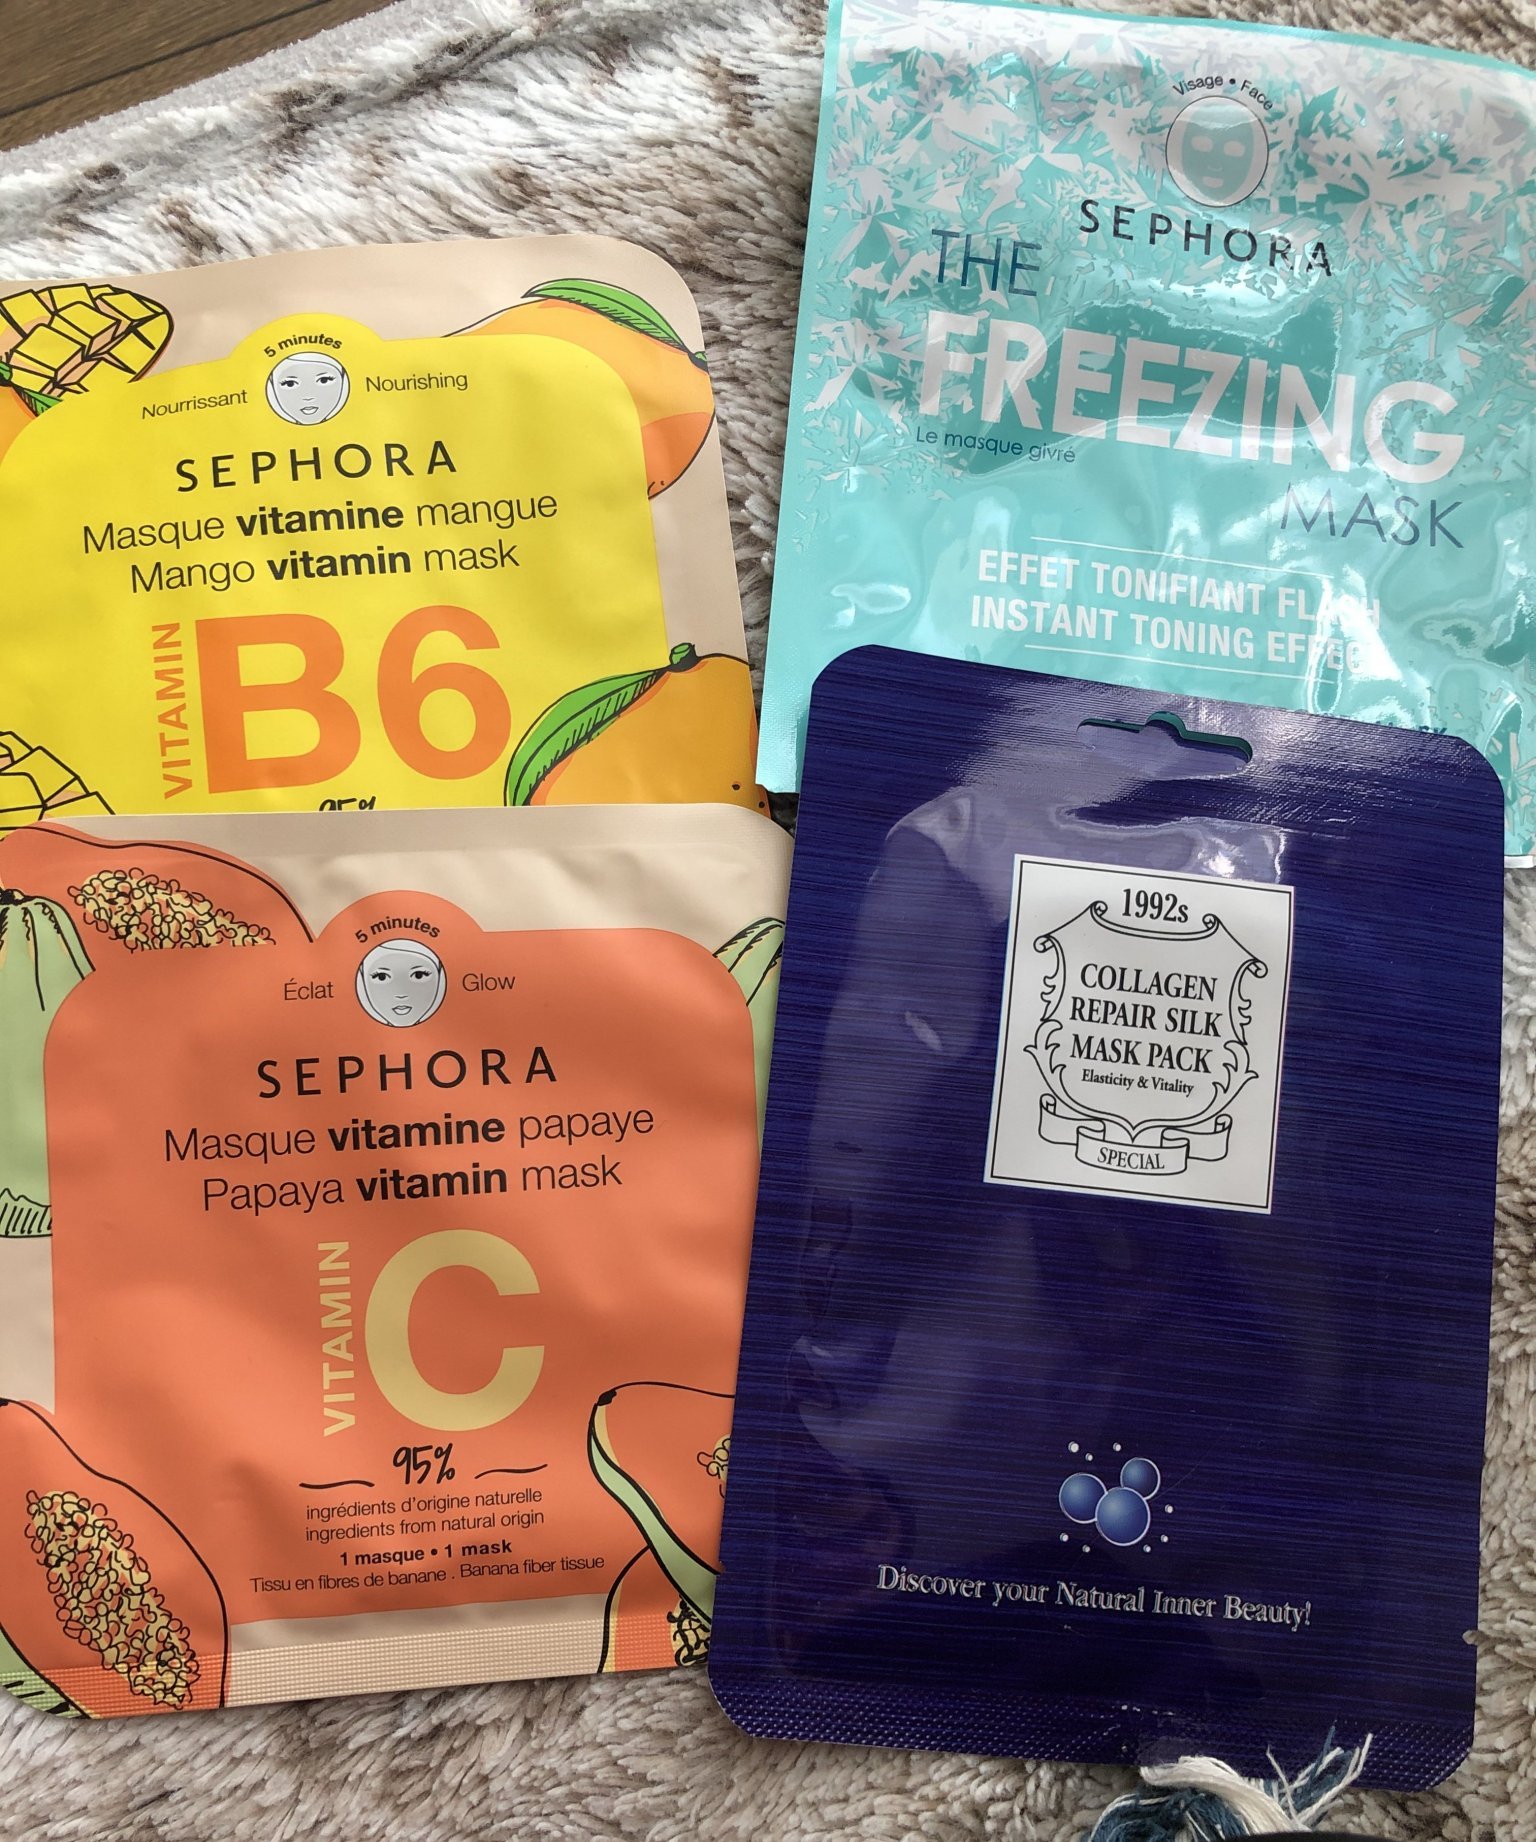 5 minutes
Nourrissant Nourishing
SEPHORA
Masque vitamine mangue
Mango vitamin mask
VITAMIN
B6
95%
Visage • Face
SEPHORA
THE
FREEZING
Le masque givré
MASK
EFFET TONIFIANT FLASH
INSTANT TONING EFFECT
5 minutes
Éclat Glow
SEPHORA
Masque vitamine papaye
Papaya vitamin mask
VITAMIN
C
95%
ingrédients d'origine naturelle
ingredients from natural origin
1 masque • 1 mask
Tissu en fibres de banane . Banana fiber tissue
1992s
COLLAGEN
REPAIR SILK
MASK PACK
Elasticity & Vitality
SPECIAL
Discover your Natural Inner Beauty!